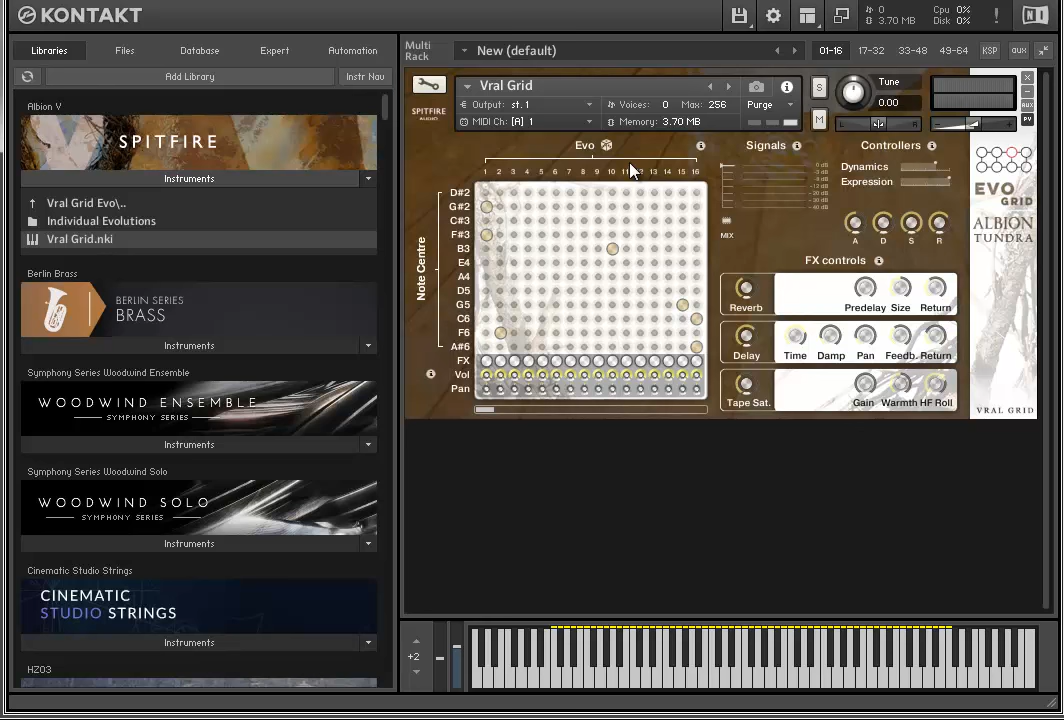 KONTAKT
0
3.70 MB
Cpu 0%
Disk 0%
!
Libraries
Files
Database
Expert
Automation
Add Library
Instr Nav
Albion V
SPITFIRE
Instruments
Vral Grid Evo\..
Individual Evolutions
Vral Grid.nki
Berlin Brass
BERLIN SERIES
BRASS
Instruments
Symphony Series Woodwind Ensemble
WOODWIND ENSEMBLE
SYMPHONY SERIES
Instruments
Symphony Series Woodwind Solo
WOODWIND SOLO
SYMPHONY SERIES
Instruments
Cinematic Studio Strings
CINEMATIC
STUDIO STRINGS
Instruments
HZ03
Multi
Rack
New (default)
01-16
17-32
33-48
49-64
KSP
aux
SPITFIRE
AUDIO
Vral Grid
Output: st.1
Voices: 0 Max: 256
Purge
MIDI Ch: [A] 1
Memory: 3.70 MB
S
M
Tune
0.00
L
R
AUX
PV
Evo
1 2 3 4 5 6 7 8 9 10 11 12 13 14 15 16
Note Centre
D#2
G#2
C#3
F#3
B3
E4
A4
D5
G5
C6
F6
A#6
FX
Vol
Pan
Signals
MIX
Controllers
Dynamics
Expression
A D S R
FX controls
Reverb
Predelay Size Return
Delay
Time Damp Pan Feedb. Return
Tape Sat.
Gain Warmth HF Roll
EVO
GRID
ALBION
TUNDRA
VRAL GRID
+2